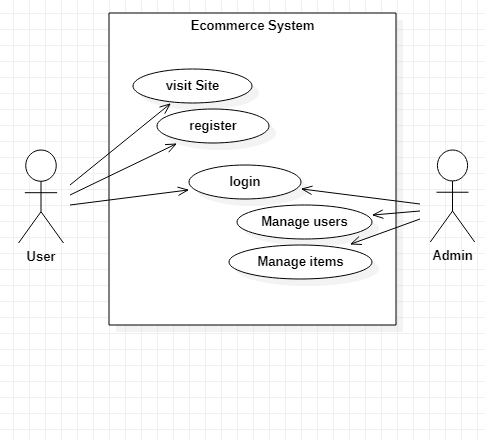 Ecommerce System
visit Site
register
login
Manage users
Manage items
User
Admin